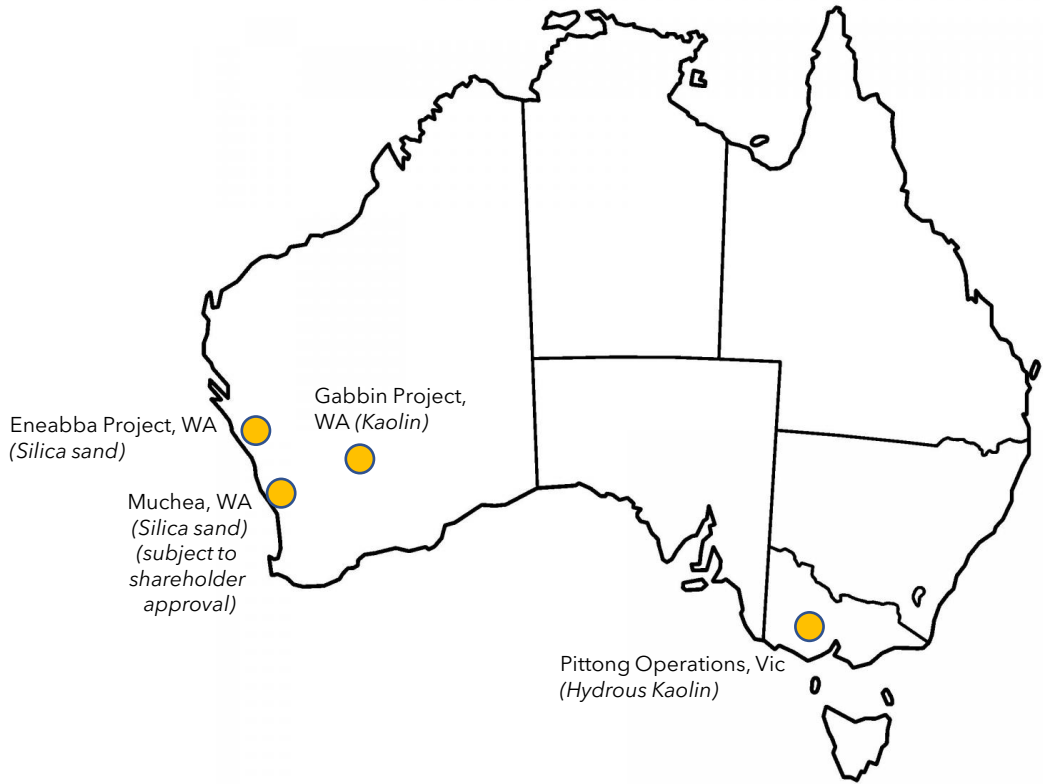 Gabbin Project,
WA (Kaolin)
Eneabba Project, WA
(Silica sand)
Muchea, WA
(Silica sand)
(subject to
shareholder
approval)
Pittong Operations, Vic
(Hydrous Kaolin)